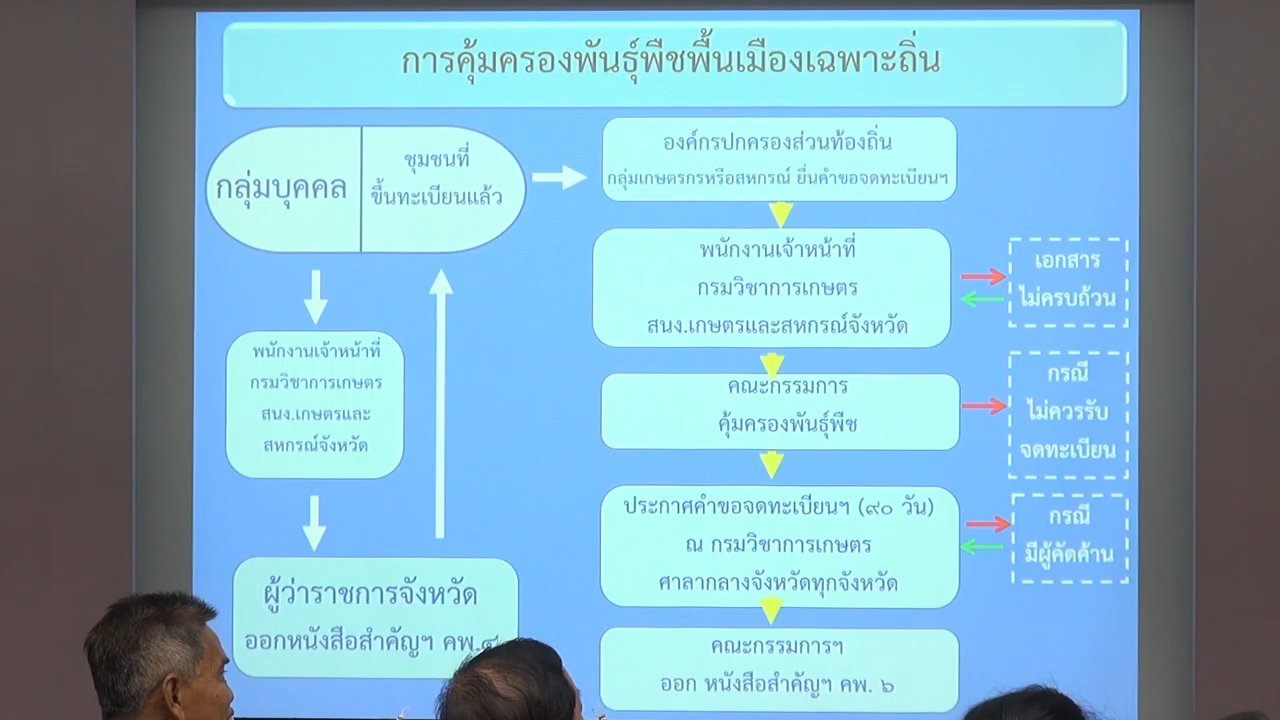 การคุ้มครองพันธุ์พืชพื้นเมืองเฉพาะถิ่น
กลุ่มบุคคล
ชุมชนที่
ขึ้นทะเบียนแล้ว
พนักงานเจ้าหน้าที่
กรมวิชาการเกษตร
สนง.เกษตรและ
สหกรณ์จังหวัด
ผู้ว่าราชการจังหวัด
ออกหนังสือสำคัญฯ คพ.๔
องค์กรปกครองส่วนท้องถิ่น
กลุ่มเกษตรกรหรือสหกรณ์ ยื่นคำขอจดทะเบียนฯ
พนักงานเจ้าหน้าที่
กรมวิชาการเกษตร
สนง.เกษตรและสหกรณ์จังหวัด
เอกสาร
ไม่ครบถ้วน
คณะกรรมการ
คุ้มครองพันธุ์พืช
กรณี
ไม่ควรรับ
จดทะเบียน
ประกาศคำขอจดทะเบียนฯ (๙๐ วัน)
ณ กรมวิชาการเกษตร
ศาลากลางจังหวัดทุกจังหวัด
กรณี
มีผู้คัดค้าน
คณะกรรมการฯ
ออก หนังสือสำคัญฯ คพ. ๖